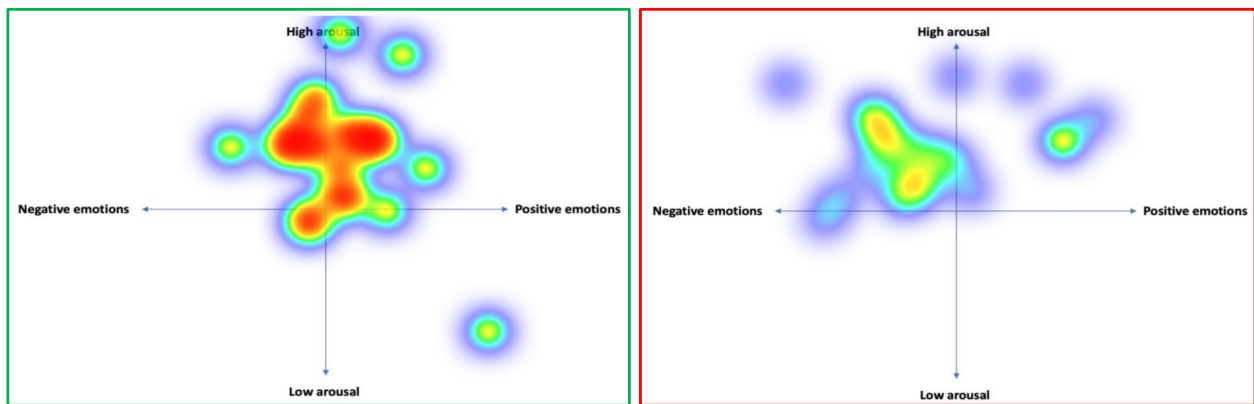 High arousal
Negative emotions
Positive emotions
Low arousal
High arousal
Negative emotions
Positive emotions
Low arousal